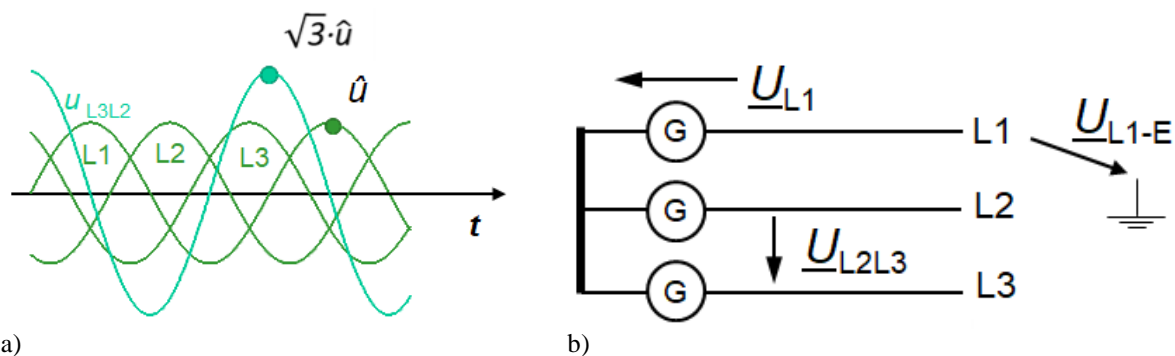 √3·û
û
u L3L2
L1 L2 L3
t
a)
U L1
G L1
U L1-E
G L2
U L2L3
G L3
b)